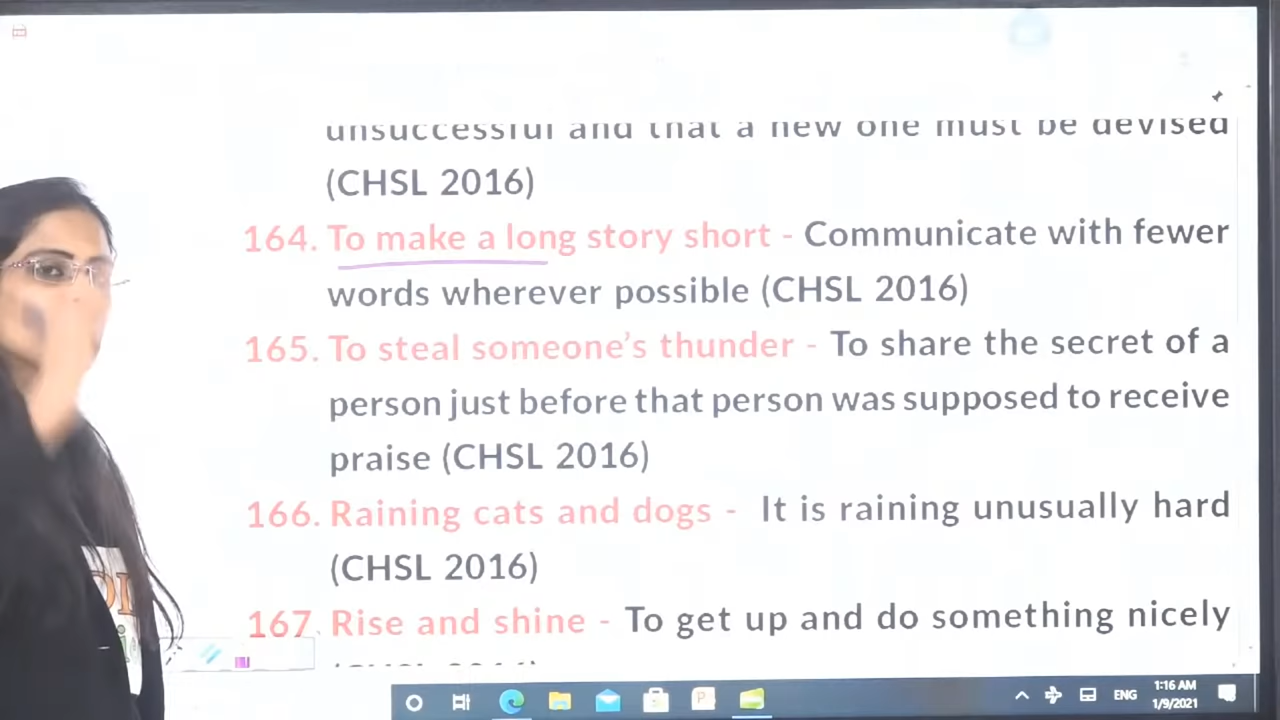 unsuccessful and that a new one must be devised
(CHSL 2016)
164. To make a long story short - Communicate with fewer
words wherever possible (CHSL 2016)
165. To steal someone's thunder - To share the secret of a
person just before that person was supposed to receive
praise (CHSL 2016)
166. Raining cats and dogs - It is raining unusually hard
(CHSL 2016)
167. Rise and shine - To get up and do something nicely
ENG
1:16 AM
1/9/2021